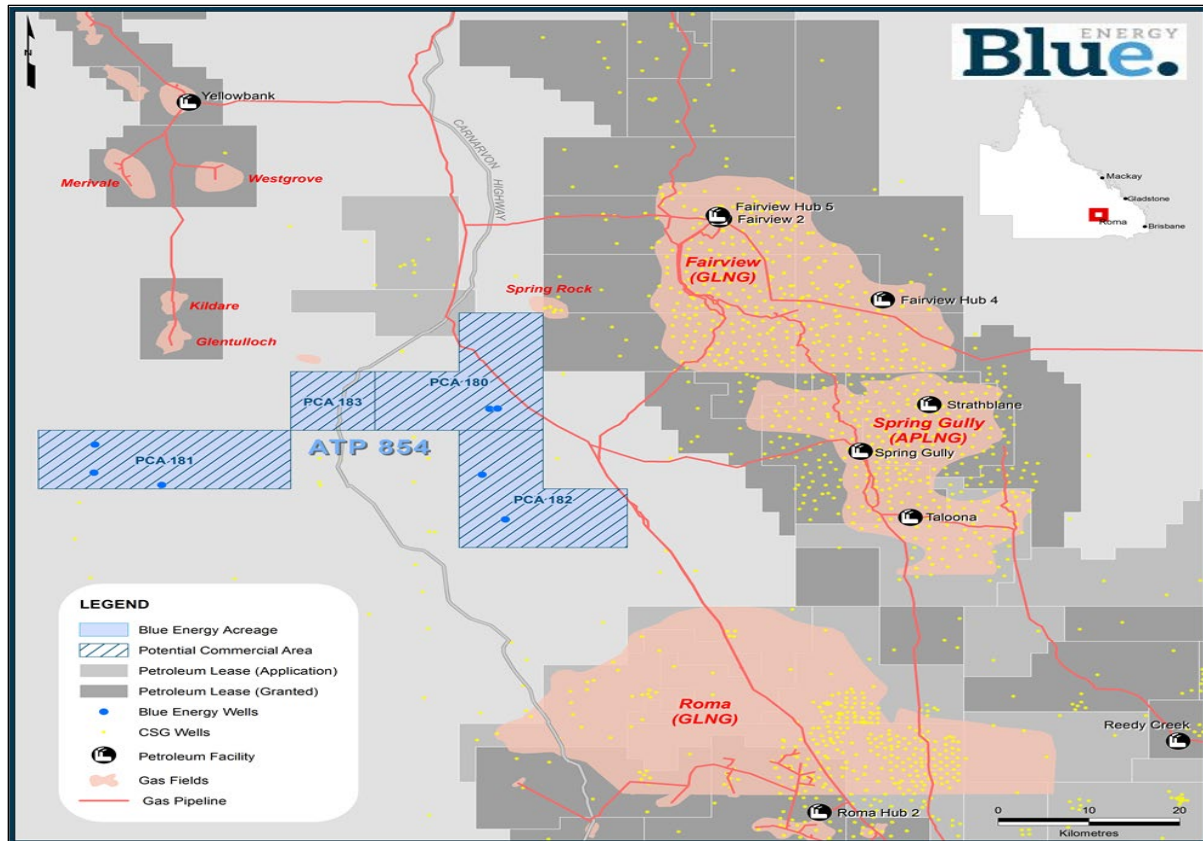 N
ENERGY
Blue.
Yellowbank
Merivale
Westgrove
CARNARVON
HIGHWAY
Mackay
Gladstone
Roma
Brisbane
Fairview Hub 5
Fairview 2
Fairview
(GLNG)
Fairview Hub 4
Spring Rock
Kildare
Glentulloch
PCA 180
PCA 183
ATP 854
PCA 181
PCA 182
Strathblane
Spring Gully
(APLNG)
Spring Gully
Taloona
LEGEND
Blue Energy Acreage
Potential Commercial Area
Petroleum Lease (Application)
Petroleum Lease (Granted)
Blue Energy Wells
CSG Wells
Petroleum Facility
Gas Fields
Gas Pipeline
Roma
(GLNG)
Reedy Creek
Roma Hub 2
0 10 20
Kilometres